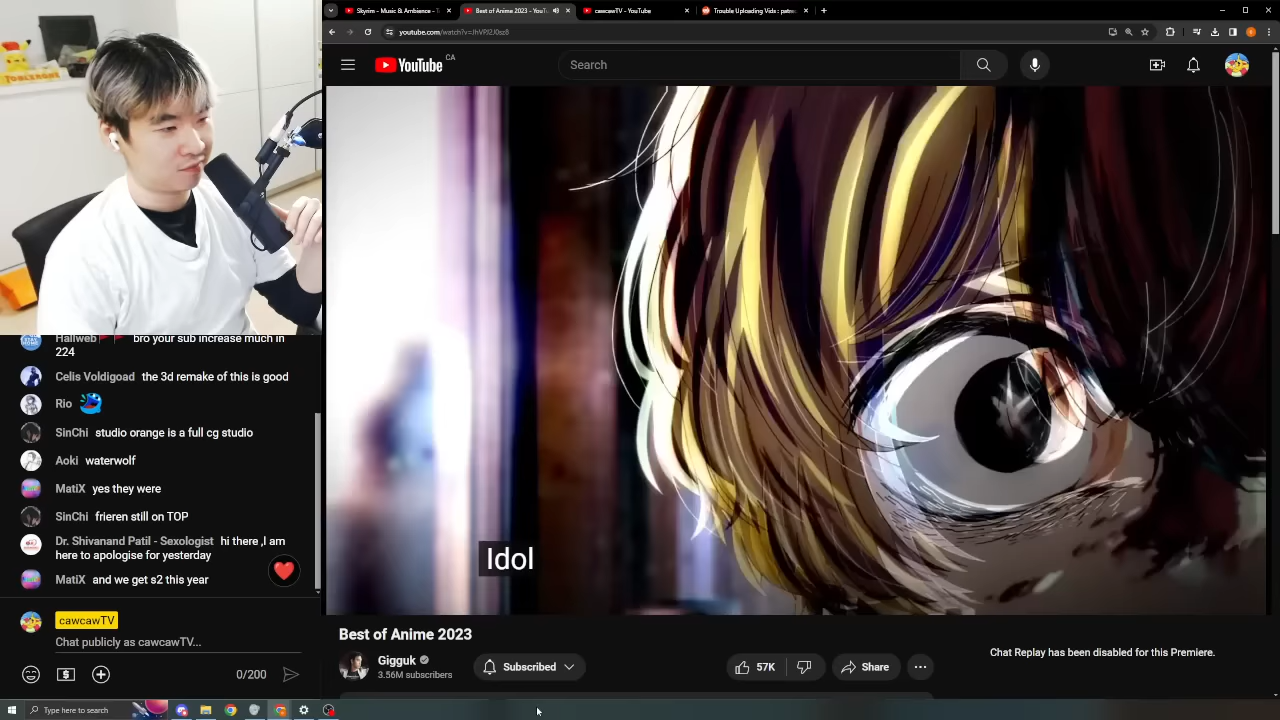 Skyrim - Music & Ambience - T
Best of Anime 2023 - YouTu
cawcawTV - YouTube
Trouble Uploading Vids : patre
youtube.com/watch?v=JhVPJ2J0sz8
YouTube
CA
Search
TUBLERONE
Hallweb bro your sub increase much in
224
Celis Voldigoad the 3d remake of this is good
Rio
SinChi studio orange is a full cg studio
Aoki waterwolf
MatiX yes they were
SinChi frieren still on TOP
Dr. Shivanand Patil - Sexologist hi there ,I am
here to apologise for yesterday
MatiX and we get s2 this year
cawcawTV
Chat publicly as cawcawTV...
0/200
Idol
Best of Anime 2023
Gigguk
3.56M subscribers
Subscribed
57K
Share
Chat Replay has been disabled for this Premiere.
Type here to search